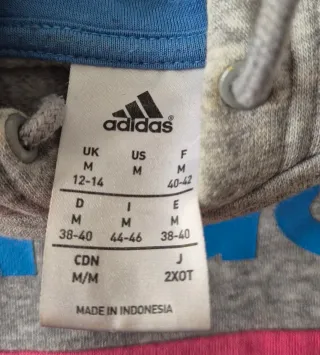 adidas®
UK US F
M M M
12-14 40-42
D I E
M M M
38-40 44-46 38-40
CDN J
M/M 2XOT
MADE IN INDONESIA